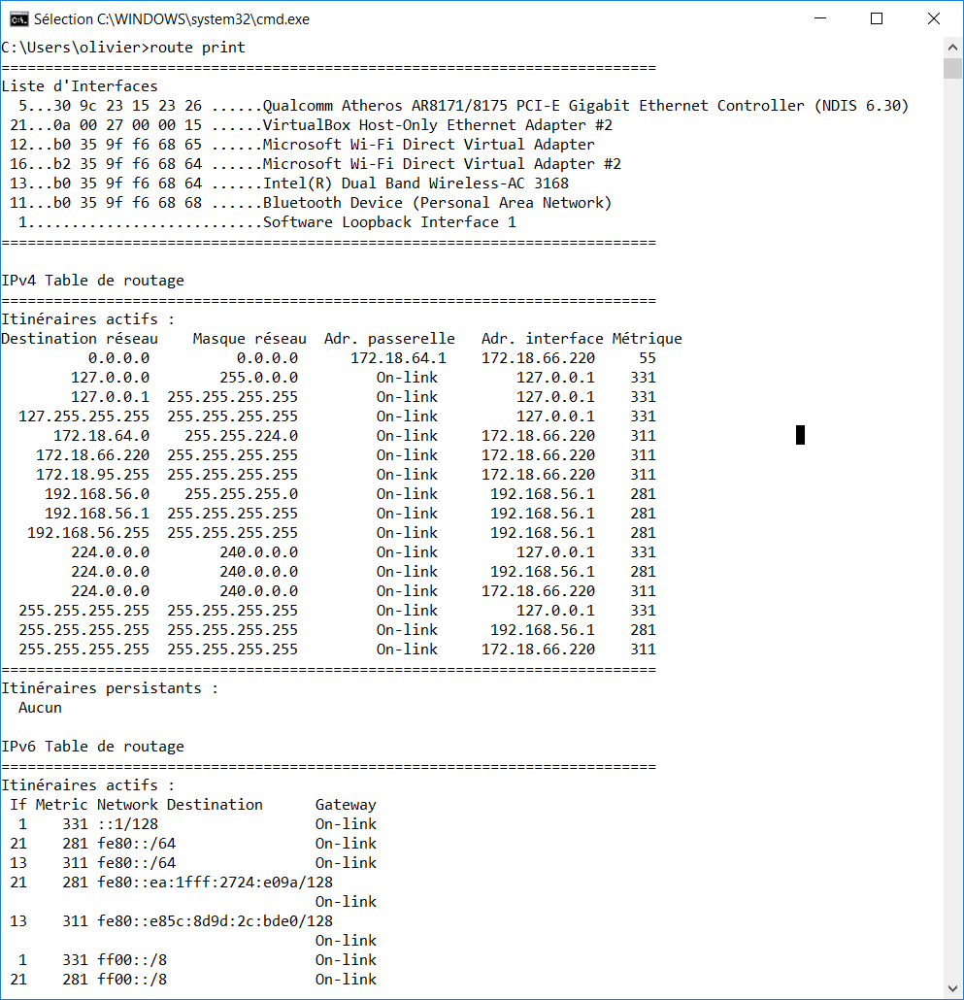 Sélection C:\WINDOWS\system32\cmd.exe
C:\Users\olivier>route print
===========================================================================
Liste d'Interfaces
  5...30 9c 23 15 23 26 ......Qualcomm Atheros AR8171/8175 PCI-E Gigabit Ethernet Controller (NDIS 6.30)
 21...0a 00 27 00 00 15 ......VirtualBox Host-Only Ethernet Adapter #2
 12...b0 35 9f f6 68 65 ......Microsoft Wi-Fi Direct Virtual Adapter
 16...b2 35 9f f6 68 64 ......Microsoft Wi-Fi Direct Virtual Adapter #2
 13...b0 35 9f f6 68 64 ......Intel(R) Dual Band Wireless-AC 3168
 11...b0 35 9f f6 68 68 ......Bluetooth Device (Personal Area Network)
  1...........................Software Loopback Interface 1
===========================================================================

IPv4 Table de routage
===========================================================================
Itinéraires actifs :
Destination réseau    Masque réseau  Adr. passerelle   Adr. interface Métrique
          0.0.0.0          0.0.0.0      172.18.64.1    172.18.66.220     55
        127.0.0.0        255.0.0.0         On-link         127.0.0.1    331
        127.0.0.1  255.255.255.255         On-link         127.0.0.1    331
  127.255.255.255  255.255.255.255         On-link         127.0.0.1    331
      172.18.64.0    255.255.224.0         On-link     172.18.66.220    311
    172.18.66.220  255.255.255.255         On-link     172.18.66.220    311
    172.18.95.255  255.255.255.255         On-link     172.18.66.220    311
     192.168.56.0    255.255.255.0         On-link      192.168.56.1    281
     192.168.56.1  255.255.255.255         On-link      192.168.56.1    281
   192.168.56.255  255.255.255.255         On-link      192.168.56.1    281
        224.0.0.0        240.0.0.0         On-link         127.0.0.1    331
        224.0.0.0        240.0.0.0         On-link      192.168.56.1    281
        224.0.0.0        240.0.0.0         On-link     172.18.66.220    311
  255.255.255.255  255.255.255.255         On-link         127.0.0.1    331
  255.255.255.255  255.255.255.255         On-link      192.168.56.1    281
  255.255.255.255  255.255.255.255         On-link     172.18.66.220    311
===========================================================================
Itinéraires persistants :
  Aucun

IPv6 Table de routage
===========================================================================
Itinéraires actifs :
 If Metric Network Destination      Gateway
  1    331 ::1/128                  On-link
 21    281 fe80::/64                On-link
 13    311 fe80::/64                On-link
 21    281 fe80::ea:1fff:2724:e09a/128
                                    On-link
 13    311 fe80::e85c:8d9d:2c:bde0/128
                                    On-link
  1    331 ff00::/8                 On-link
 21    281 ff00::/8                 On-link